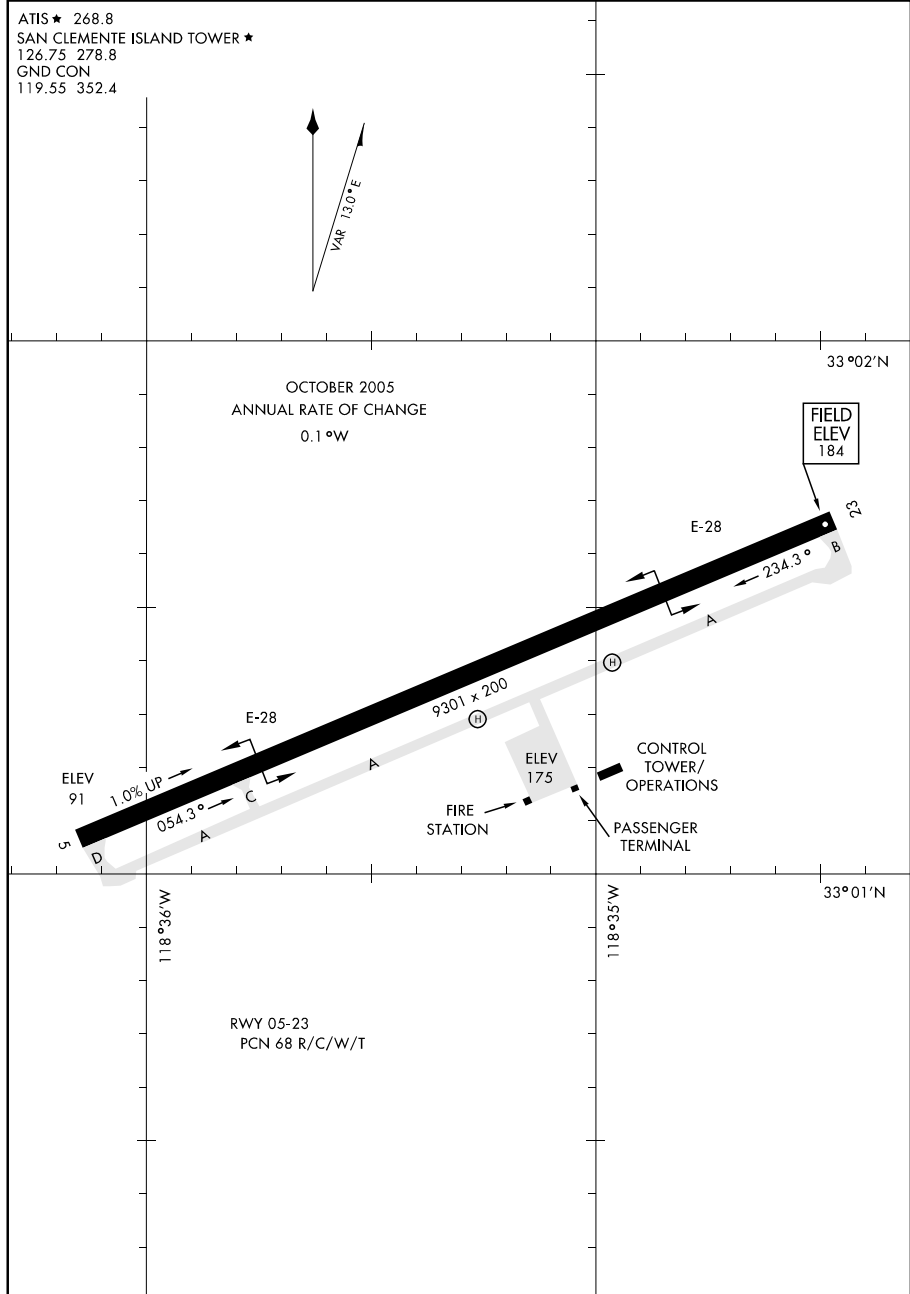 ATIS ★ 268.8
SAN CLEMENTE ISLAND TOWER ★
126.75 278.8
GND CON
119.55 352.4
VAR 13.0°E
33°02'N
OCTOBER 2005
ANNUAL RATE OF CHANGE
0.1°W
FIELD
ELEV
184
23
E-28
B
234.3°
A
H
9301 x 200
H
E-28
A
ELEV
175
CONTROL
TOWER/
OPERATIONS
ELEV
91
1.0% UP
054.3°
C
A
FIRE
STATION
PASSENGER
TERMINAL
5
D
33°01'N
118°36'W
118°35'W
RWY 05-23
PCN 68 R/C/W/T